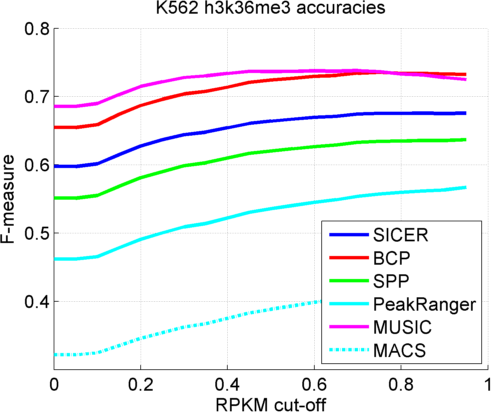 K562 h3k36me3 accuracies
0.8
0.7
0.6
0.5
0.4
F-measure
SICER
BCP
SPP
PeakRanger
MUSIC
MACS
0 0.2 0.4 0.6 0.8 1
RPKM cut-off